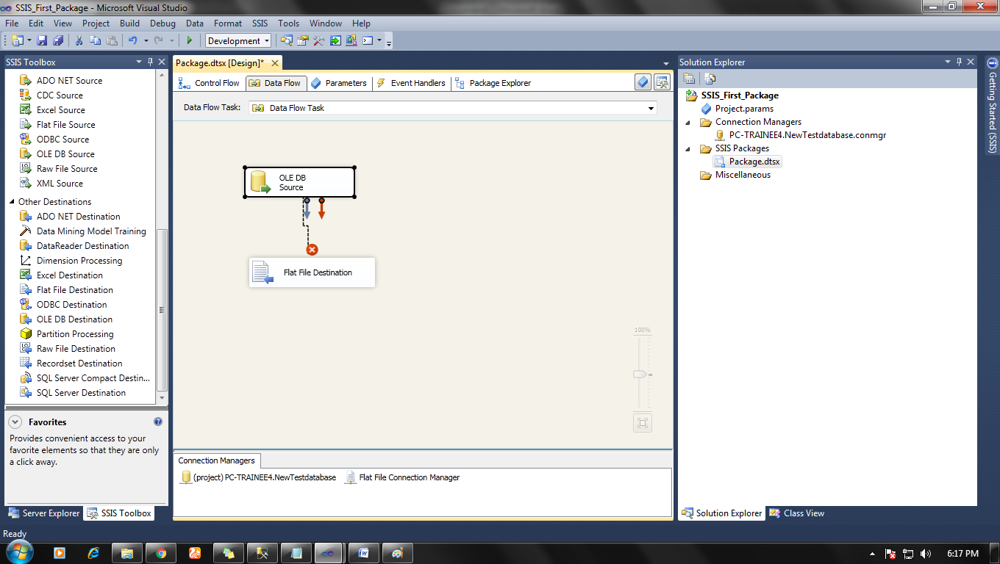 SSIS_First_Package - Microsoft Visual Studio
File Edit View Project Build Debug Data Format SSIS Tools Window Help
Development
SSIS Toolbox
ADO NET Source
CDC Source
Excel Source
Flat File Source
ODBC Source
OLE DB Source
Raw File Source
XML Source
Other Destinations
ADO NET Destination
Data Mining Model Training
DataReader Destination
Dimension Processing
Excel Destination
Flat File Destination
ODBC Destination
OLE DB Destination
Partition Processing
Raw File Destination
Recordset Destination
SQL Server Compact Destin...
SQL Server Destination
Favorites
Provides convenient access to your
favorite elements so that they are only
a click away.
Server Explorer SSIS Toolbox
Package.dtsx [Design]*
Control Flow Data Flow Parameters Event Handlers Package Explorer
Data Flow Task: Data Flow Task
OLE DB
Source
Flat File Destination
100%
Connection Managers
(project) PC-TRAINEE4.NewTestdatabase Flat File Connection Manager
Solution Explorer
SSIS_First_Package
Project.params
Connection Managers
PC-TRAINEE4.NewTestdatabase.conmgr
SSIS Packages
Package.dtsx
Miscellaneous
Solution Explorer Class View
Getting Started (SSIS)
Ready
6:17 PM